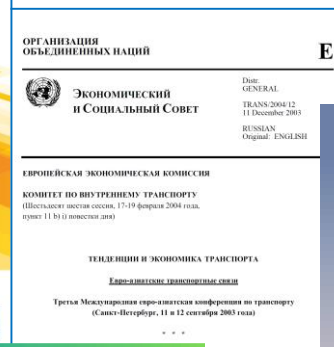 ОРГАНИЗАЦИЯ
ОБЪЕДИНЕННЫХ НАЦИЙ
E
ЭКОНОМИЧЕСКИЙ
И СОЦИАЛЬНЫЙ СОВЕТ
Distr.
GENERAL
TRANS/2004/12
11 December 2003
RUSSIAN
Original: ENGLISH
ЕВРОПЕЙСКАЯ ЭКОНОМИЧЕСКАЯ КОМИССИЯ
КОМИТЕТ ПО ВНУТРЕННЕМУ ТРАНСПОРТУ
(Шестьдесят шестая сессия, 17-19 февраля 2004 года,
пункт 11 b) i) повестки дня)
ТЕНДЕНЦИИ И ЭКОНОМИКА ТРАНСПОРТА
Евро-азиатские транспортные связи
Третья Международная евро-азиатская конференция по транспорту
(Санкт-Петербург, 11 и 12 сентября 2003 года)
* * *